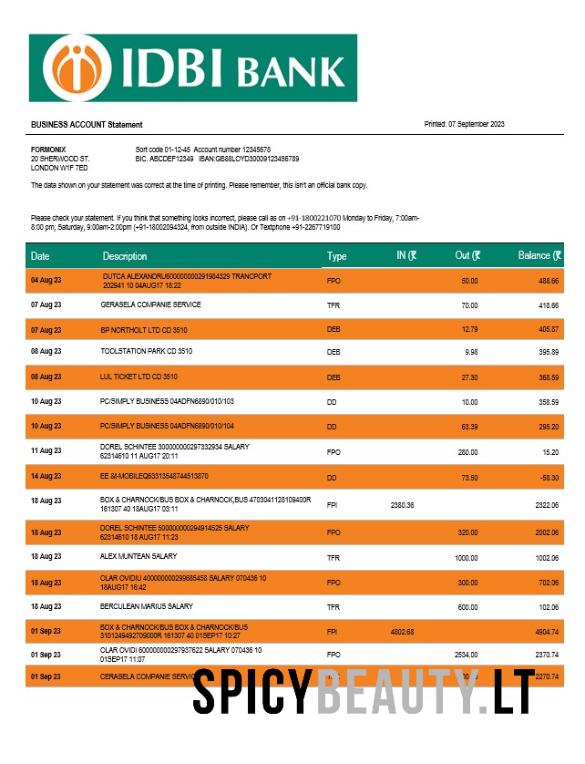 IDBI BANK
BUSINESS ACCOUNT Statement Printed: 07 September 2023
FORMONIX Sort code 01-12-45 Account number 12345678
20 SHERWOOD ST. BIC. ABCDEF12349 IBAN:GB88LOYD30009123456789
LONDON W1F 7ED
The data shown on your statement was correct at the time of printing. Please remember, this isn't an official bank copy.
Please check your statement. If you think that something looks incorrect, please call as on +91-1800221070 Monday to Friday, 7:00am-
8:00 pm; Saturday, 9:00am-2:00pm (+91-18002094324, from outside INDIA). Or Textphone +91-2267719100
Date Description Type IN (₹ Out (₹ Balance (₹
04 Aug 23 DUTCA ALEXANDRU6000000000291984329 TRANCPORT FPO 50.00 488.66
202941 10 04AUG17 18:22
07 Aug 23 GERASELA COMPANIE SERVICE TFR 70.00 418.66
07 Aug 23 BP NORTHOLT LTD CD 3510 DEB 12.79 405.87
08 Aug 23 TOOLSTATION PARK CD 3510 DEB 9.98 395.89
08 Aug 23 LUL TICKET LTD CD 3510 DEB 27.30 368.59
10 Aug 23 PC/SIMPLY BUSINESS 04ADFN6890/010/103 DD 10.00 358.59
10 Aug 23 PC/SIMPLY BUSINESS 04ADFN6890/010/104 DD 63.39 295.20
11 Aug 23 DOREL SCHINTEE 300000000297332934 SALARY FPO 280.00 15.20
62314610 11 AUG17 20:11
14 Aug 23 EE &MOBILEQ63313548744513870 DD 73.50 -58.30
18 Aug 23 BOX & CHARNOCK/BUS BOX & CHARNOCK,BUS 4703041128109400R FPI 2380.36 2322.06
161307 40 18AUG17 03:11
18 Aug 23 DOREL SCHINTEE 500000000294914525 SALARY FPO 320.00 2002.06
62314610 18 AUG17 11:23
18 Aug 23 ALEX MUNTEAN SALARY TFR 1000.00 1002.06
18 Aug 23 OLAR OVIDIU 400000000299685458 SALARY 070436 10 FPO 300.00 702.06
18AUG17 16:42
18 Aug 23 BERCULEAN MARIUS SALARY TFR 600.00 102.06
01 Sep 23 BOX & CHARNOCK/BUS BOX & CHARNOCK/BUS FPI 4802.68 4904.74
3101249492709000R 161307 40 01SEP17 10:27
01 Sep 23 OLAR OVIDI 600000000297937622 SALARY 070436 10 FPO 2534.00 2370.74
01SEP17 11:07
01 Sep 23 CERASELA COMPANIE 2270.74
SPICYBEAUTY.LT